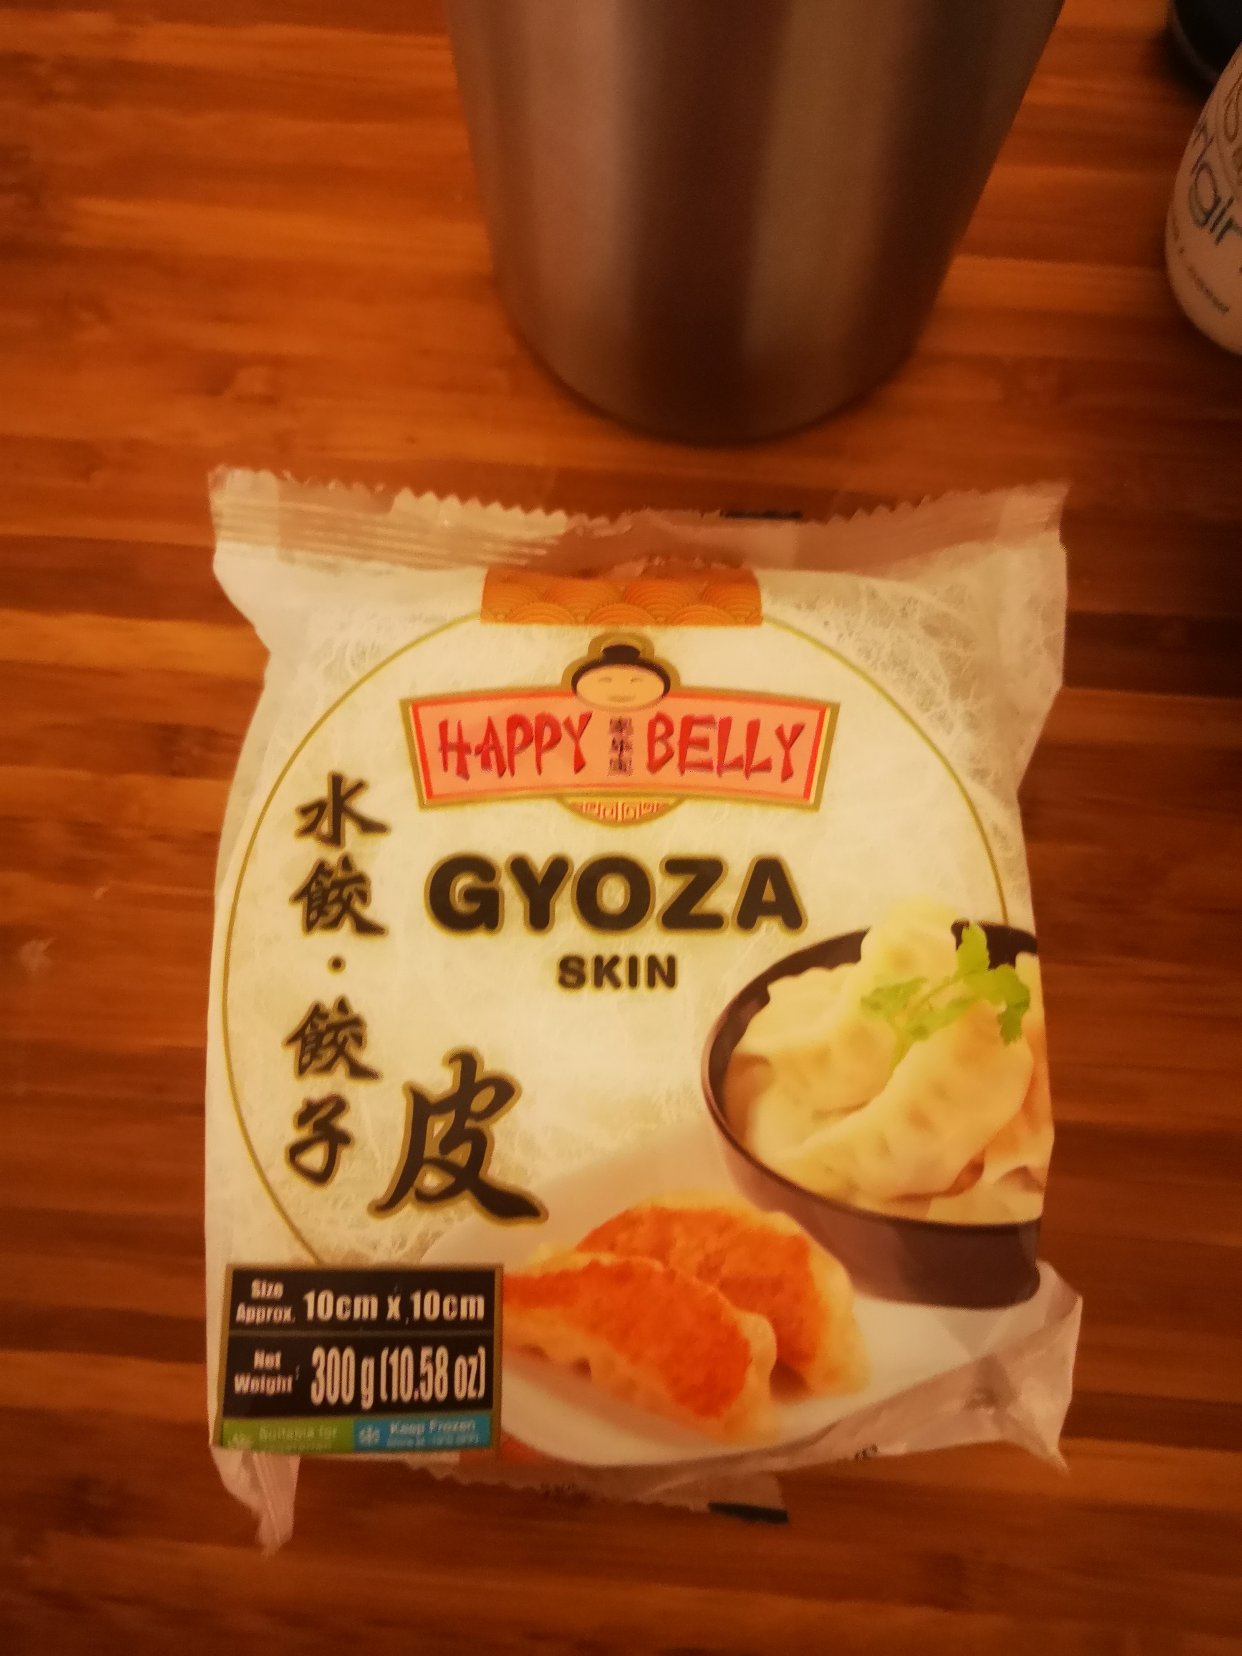 HAPPY BELLY
GYOZA
SKIN
水餃・餃子
皮
Size
Approx. 10cm x 10cm
Net
Weight: 300 g (10.58 oz)
Suitable for
Keep Frozen